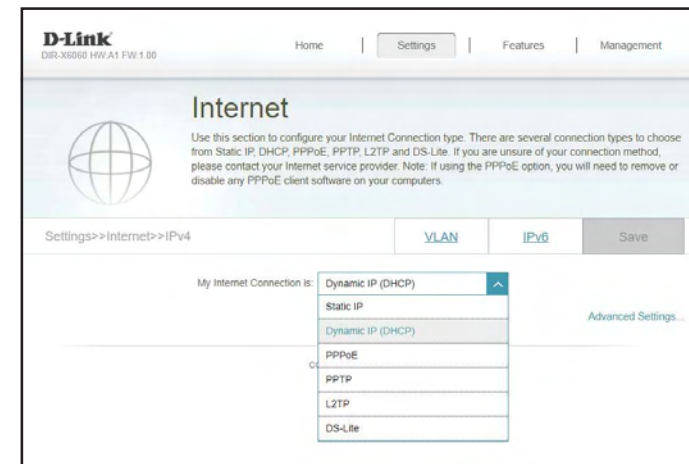 D-Link
DIR-X6060 HW:A1 FW:1.00
Home | Settings | Features | Management
Internet
Use this section to configure your Internet Connection type. There are several connection types to choose
from Static IP, DHCP, PPPoE, PPTP, L2TP and DS-Lite. If you are unsure of your connection method,
please contact your Internet service provider. Note: If using the PPPoE option, you will need to remove or
disable any PPPoE client software on your computers.
Settings>>Internet>>IPv4
VLAN
IPv6
Save
My Internet Connection is: Dynamic IP (DHCP)
Static IP
Dynamic IP (DHCP)
PPPoE
PPTP
L2TP
DS-Lite
Advanced Settings...